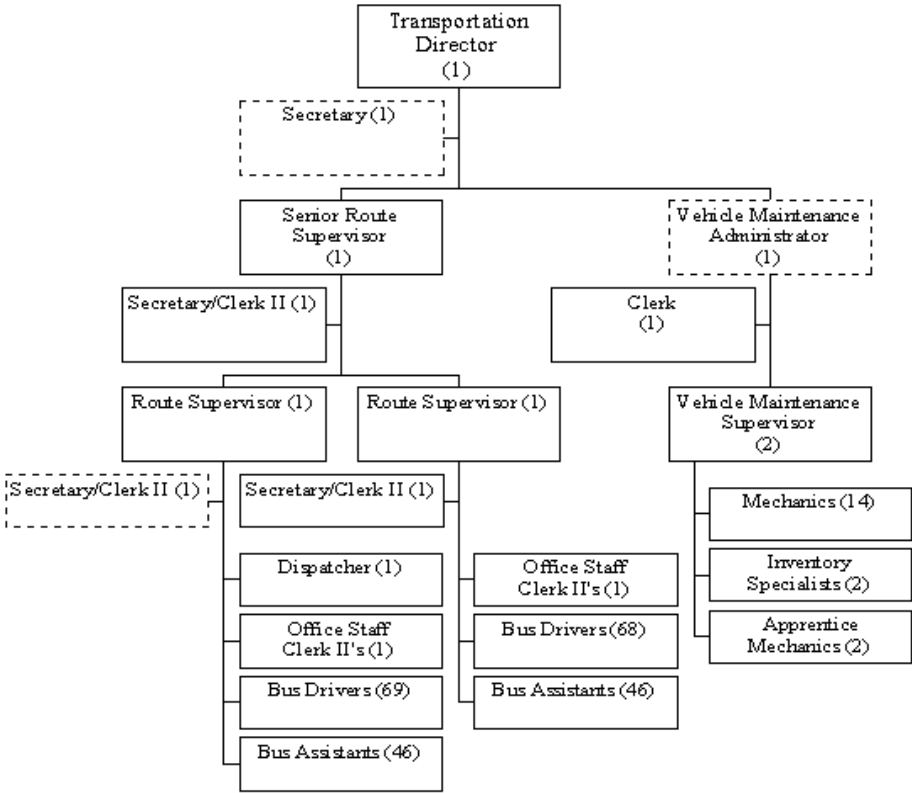 Transportation
Director
(1)
Secretary (1)
Senior Route
Supervisor
(1)
Vehicle Maintenance
Administrator
(1)
Secretary/Clerk II (1)
Clerk
(1)
Route Supervisor (1)
Route Supervisor (1)
Vehicle Maintenance
Supervisor
(2)
Secretary/Clerk II (1)
Secretary/Clerk II (1)
Mechanics (14)
Dispatcher (1)
Office Staff
Clerk II's (1)
Inventory
Specialists (2)
Office Staff
Clerk II's (1)
Bus Drivers (68)
Apprentice
Mechanics (2)
Bus Drivers (69)
Bus Assistants (46)
Bus Assistants (46)